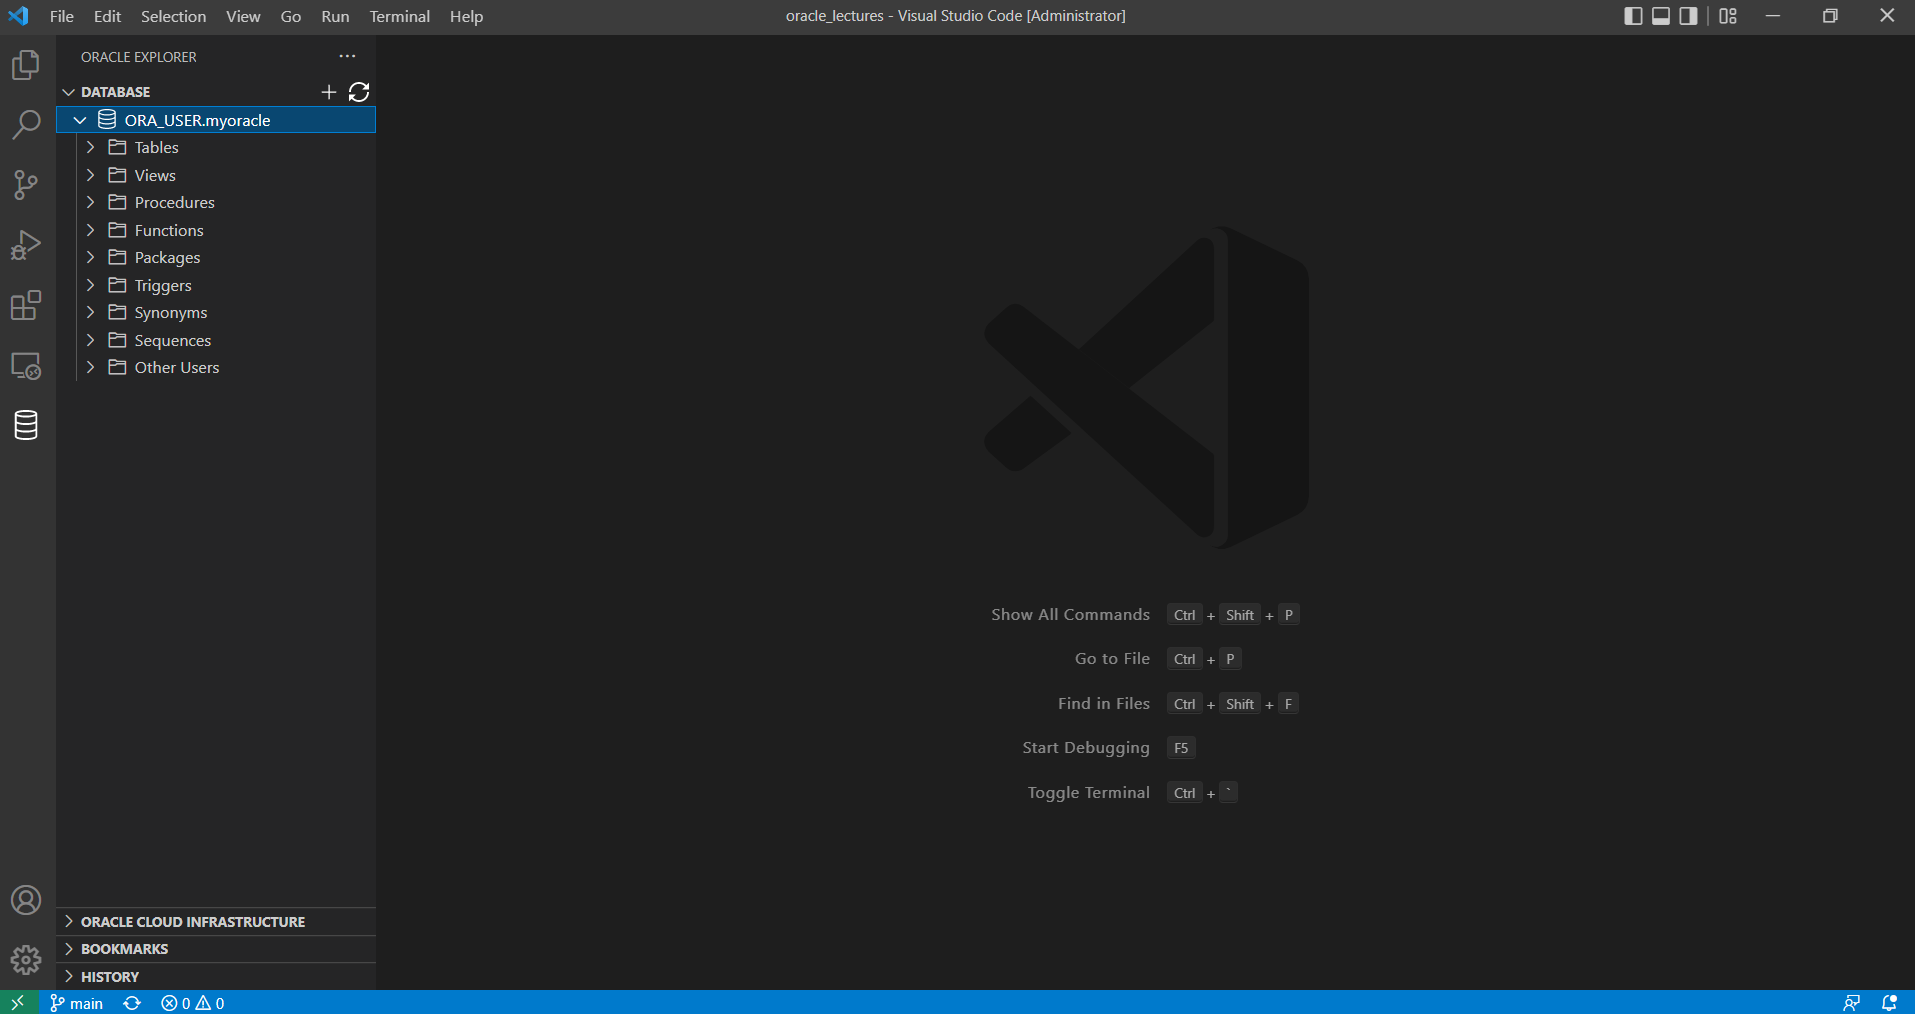 File Edit Selection View Go Run Terminal Help
oracle_lectures - Visual Studio Code [Administrator]
ORACLE EXPLORER
DATABASE
ORA_USER.myoracle
Tables
Views
Procedures
Functions
Packages
Triggers
Synonyms
Sequences
Other Users
Show All Commands Ctrl + Shift + P
Go to File Ctrl + P
Find in Files Ctrl + Shift + F
Start Debugging F5
Toggle Terminal Ctrl + `
ORACLE CLOUD INFRASTRUCTURE
BOOKMARKS
HISTORY
main 0 0